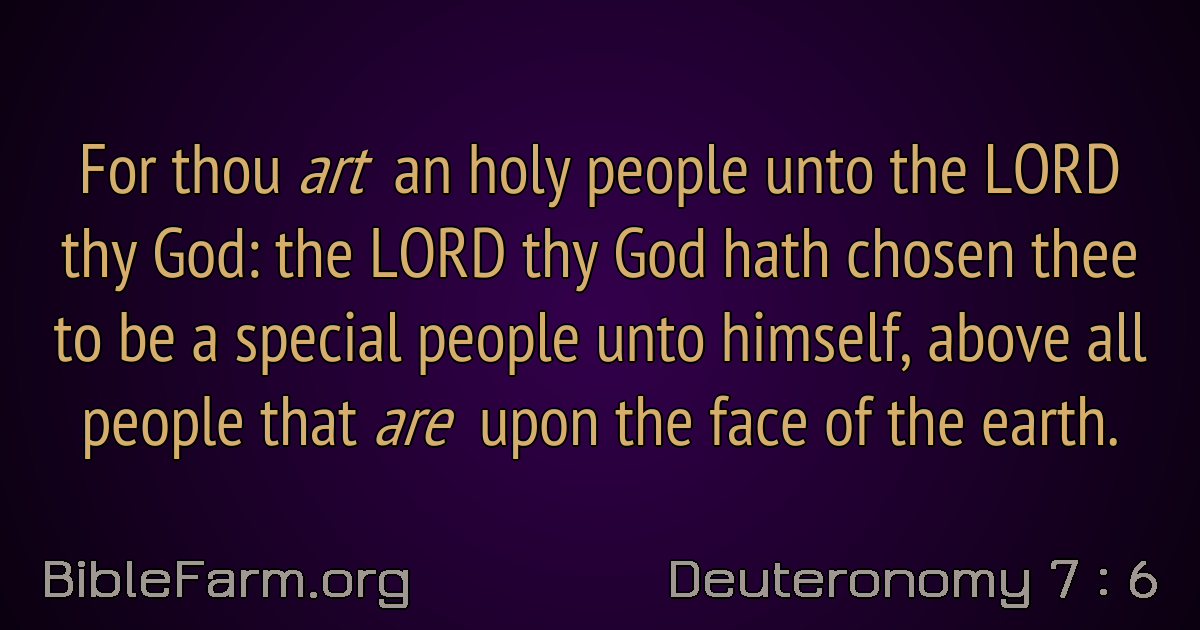 For thou art an holy people unto the LORD
thy God: the LORD thy God hath chosen thee
to be a special people unto himself, above all
people that are upon the face of the earth.
BibleFarm.org
Deuteronomy 7 : 6